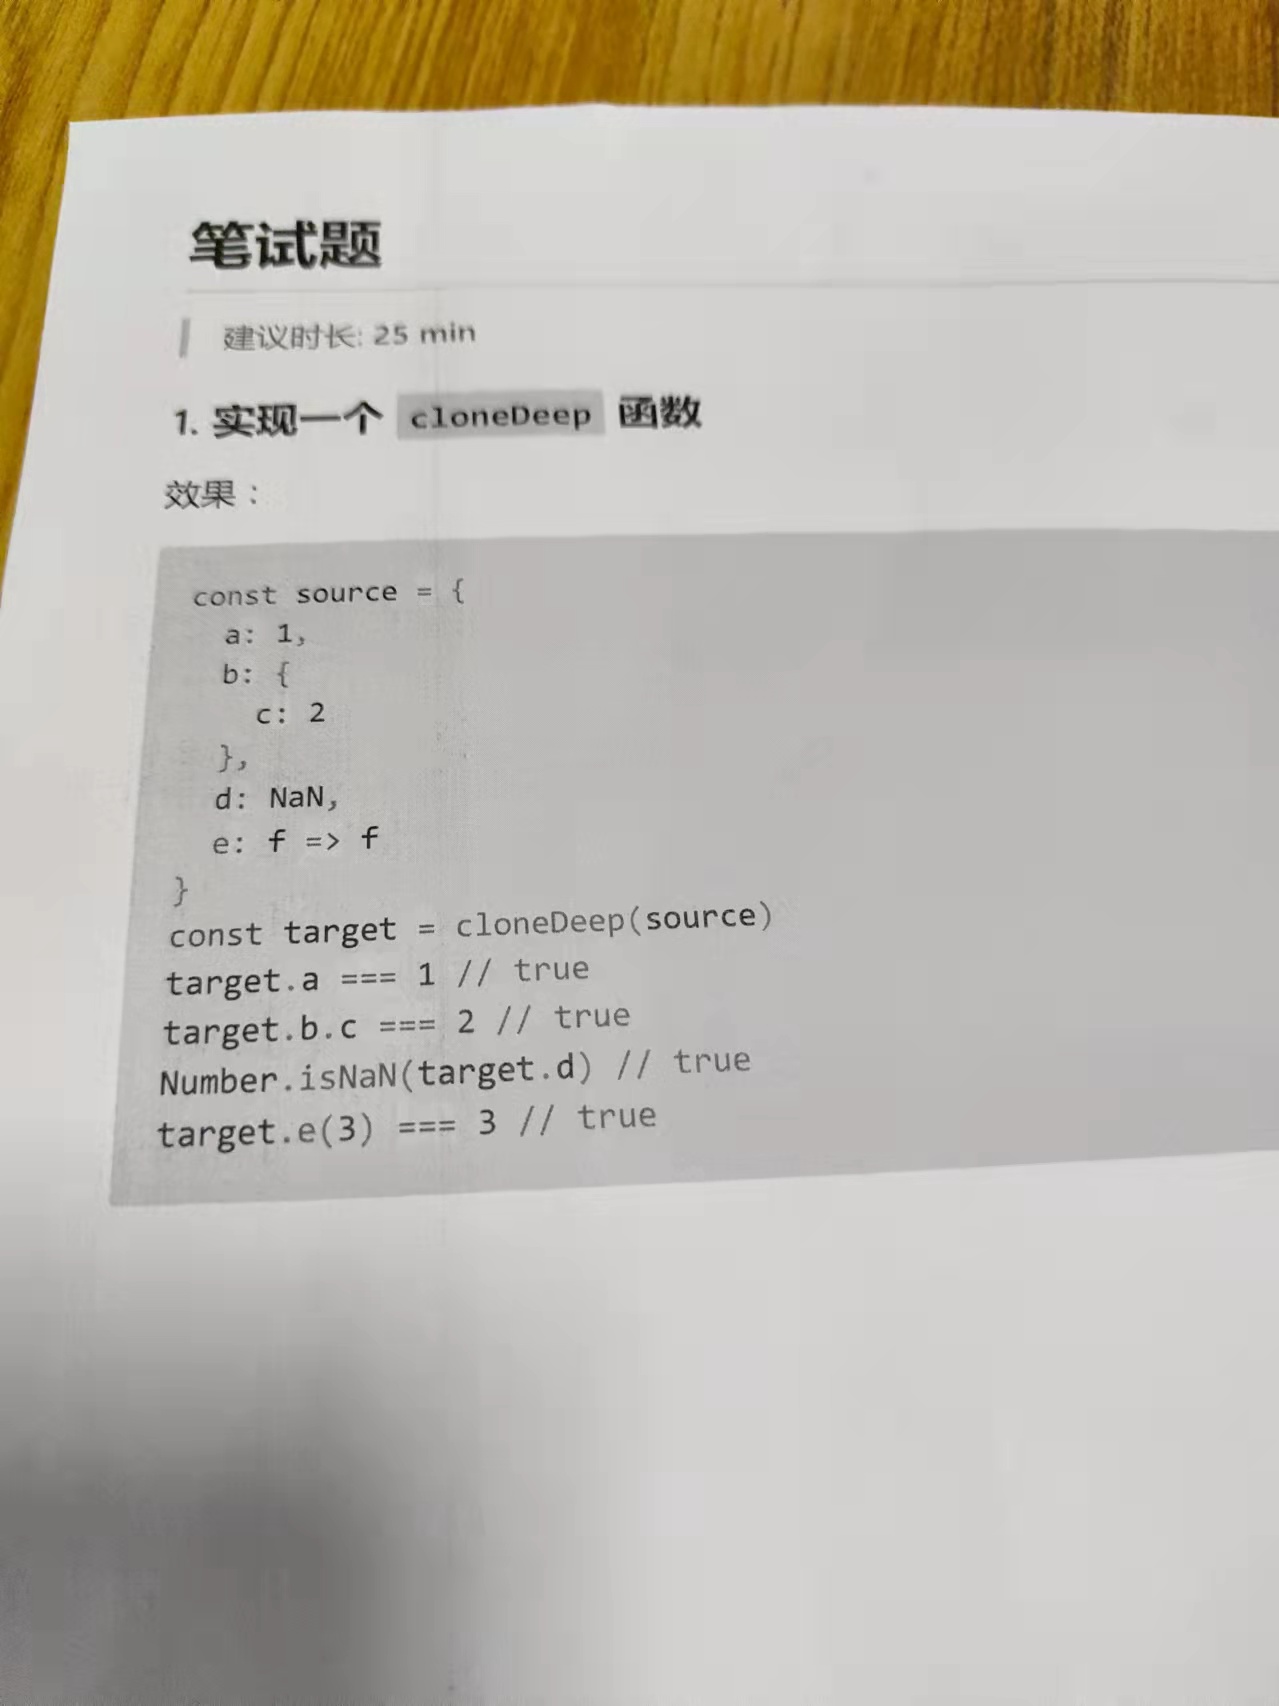 笔试题
建议时长: 25 min
1. 实现一个 cloneDeep 函数
效果：
const source = {
  a: 1,
  b: {
    c: 2
  },
  d: NaN,
  e: f => f
}
const target = cloneDeep(source)
target.a === 1 // true
target.b.c === 2 // true
Number.isNaN(target.d) // true
target.e(3) === 3 // true